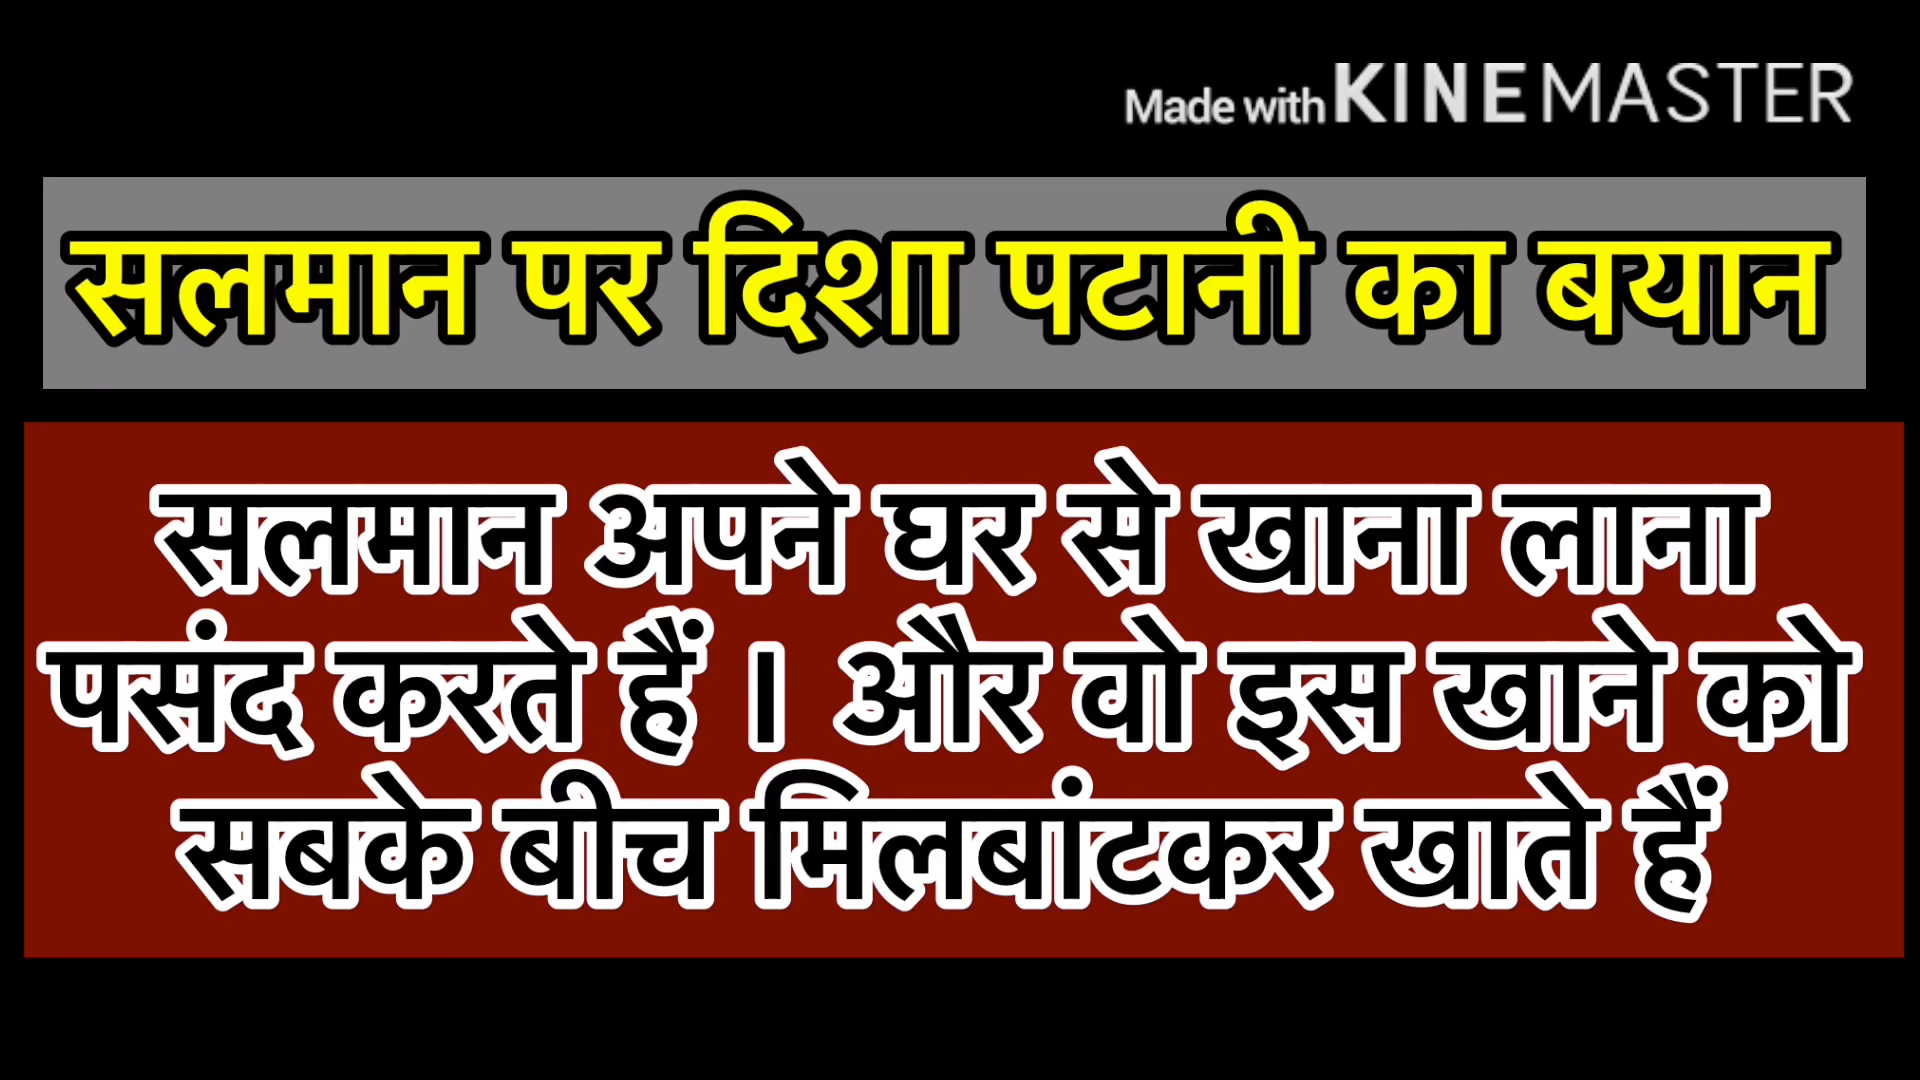 Made with KINEMASTER
सलमान पर दिशा पटानी का बयान
सलमान अपने घर से खाना लाना
पसंद करते हैं । और वो इस खाने को
सबके बीच मिलबांटकर खाते हैं